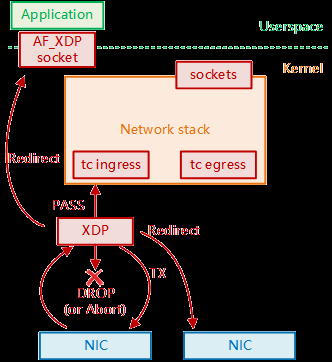 Application
Userspace
AF_XDP
socket
Kernel
sockets
Network stack
Redirect
tc ingress
tc egress
PASS
XDP
Redirect
TX
DROP
(or Abort)
NIC
NIC